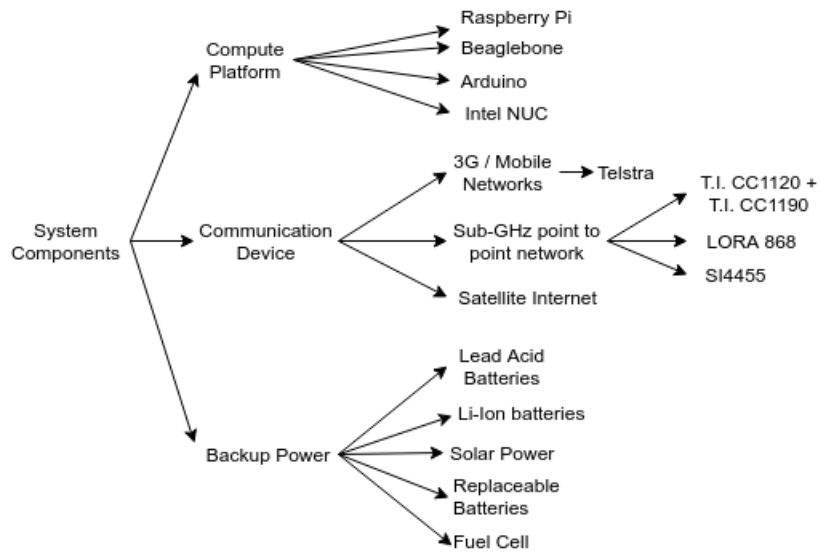 Raspberry Pi
Compute
Platform
Beaglebone
Arduino
Intel NUC
3G / Mobile
Networks
Telstra
T.I. CC1120 +
T.I. CC1190
System
Components
Communication
Device
Sub-GHz point to
point network
LORA 868
SI4455
Satellite Internet
Lead Acid
Batteries
Li-Ion batteries
Backup Power
Solar Power
Replaceable
Batteries
Fuel Cell